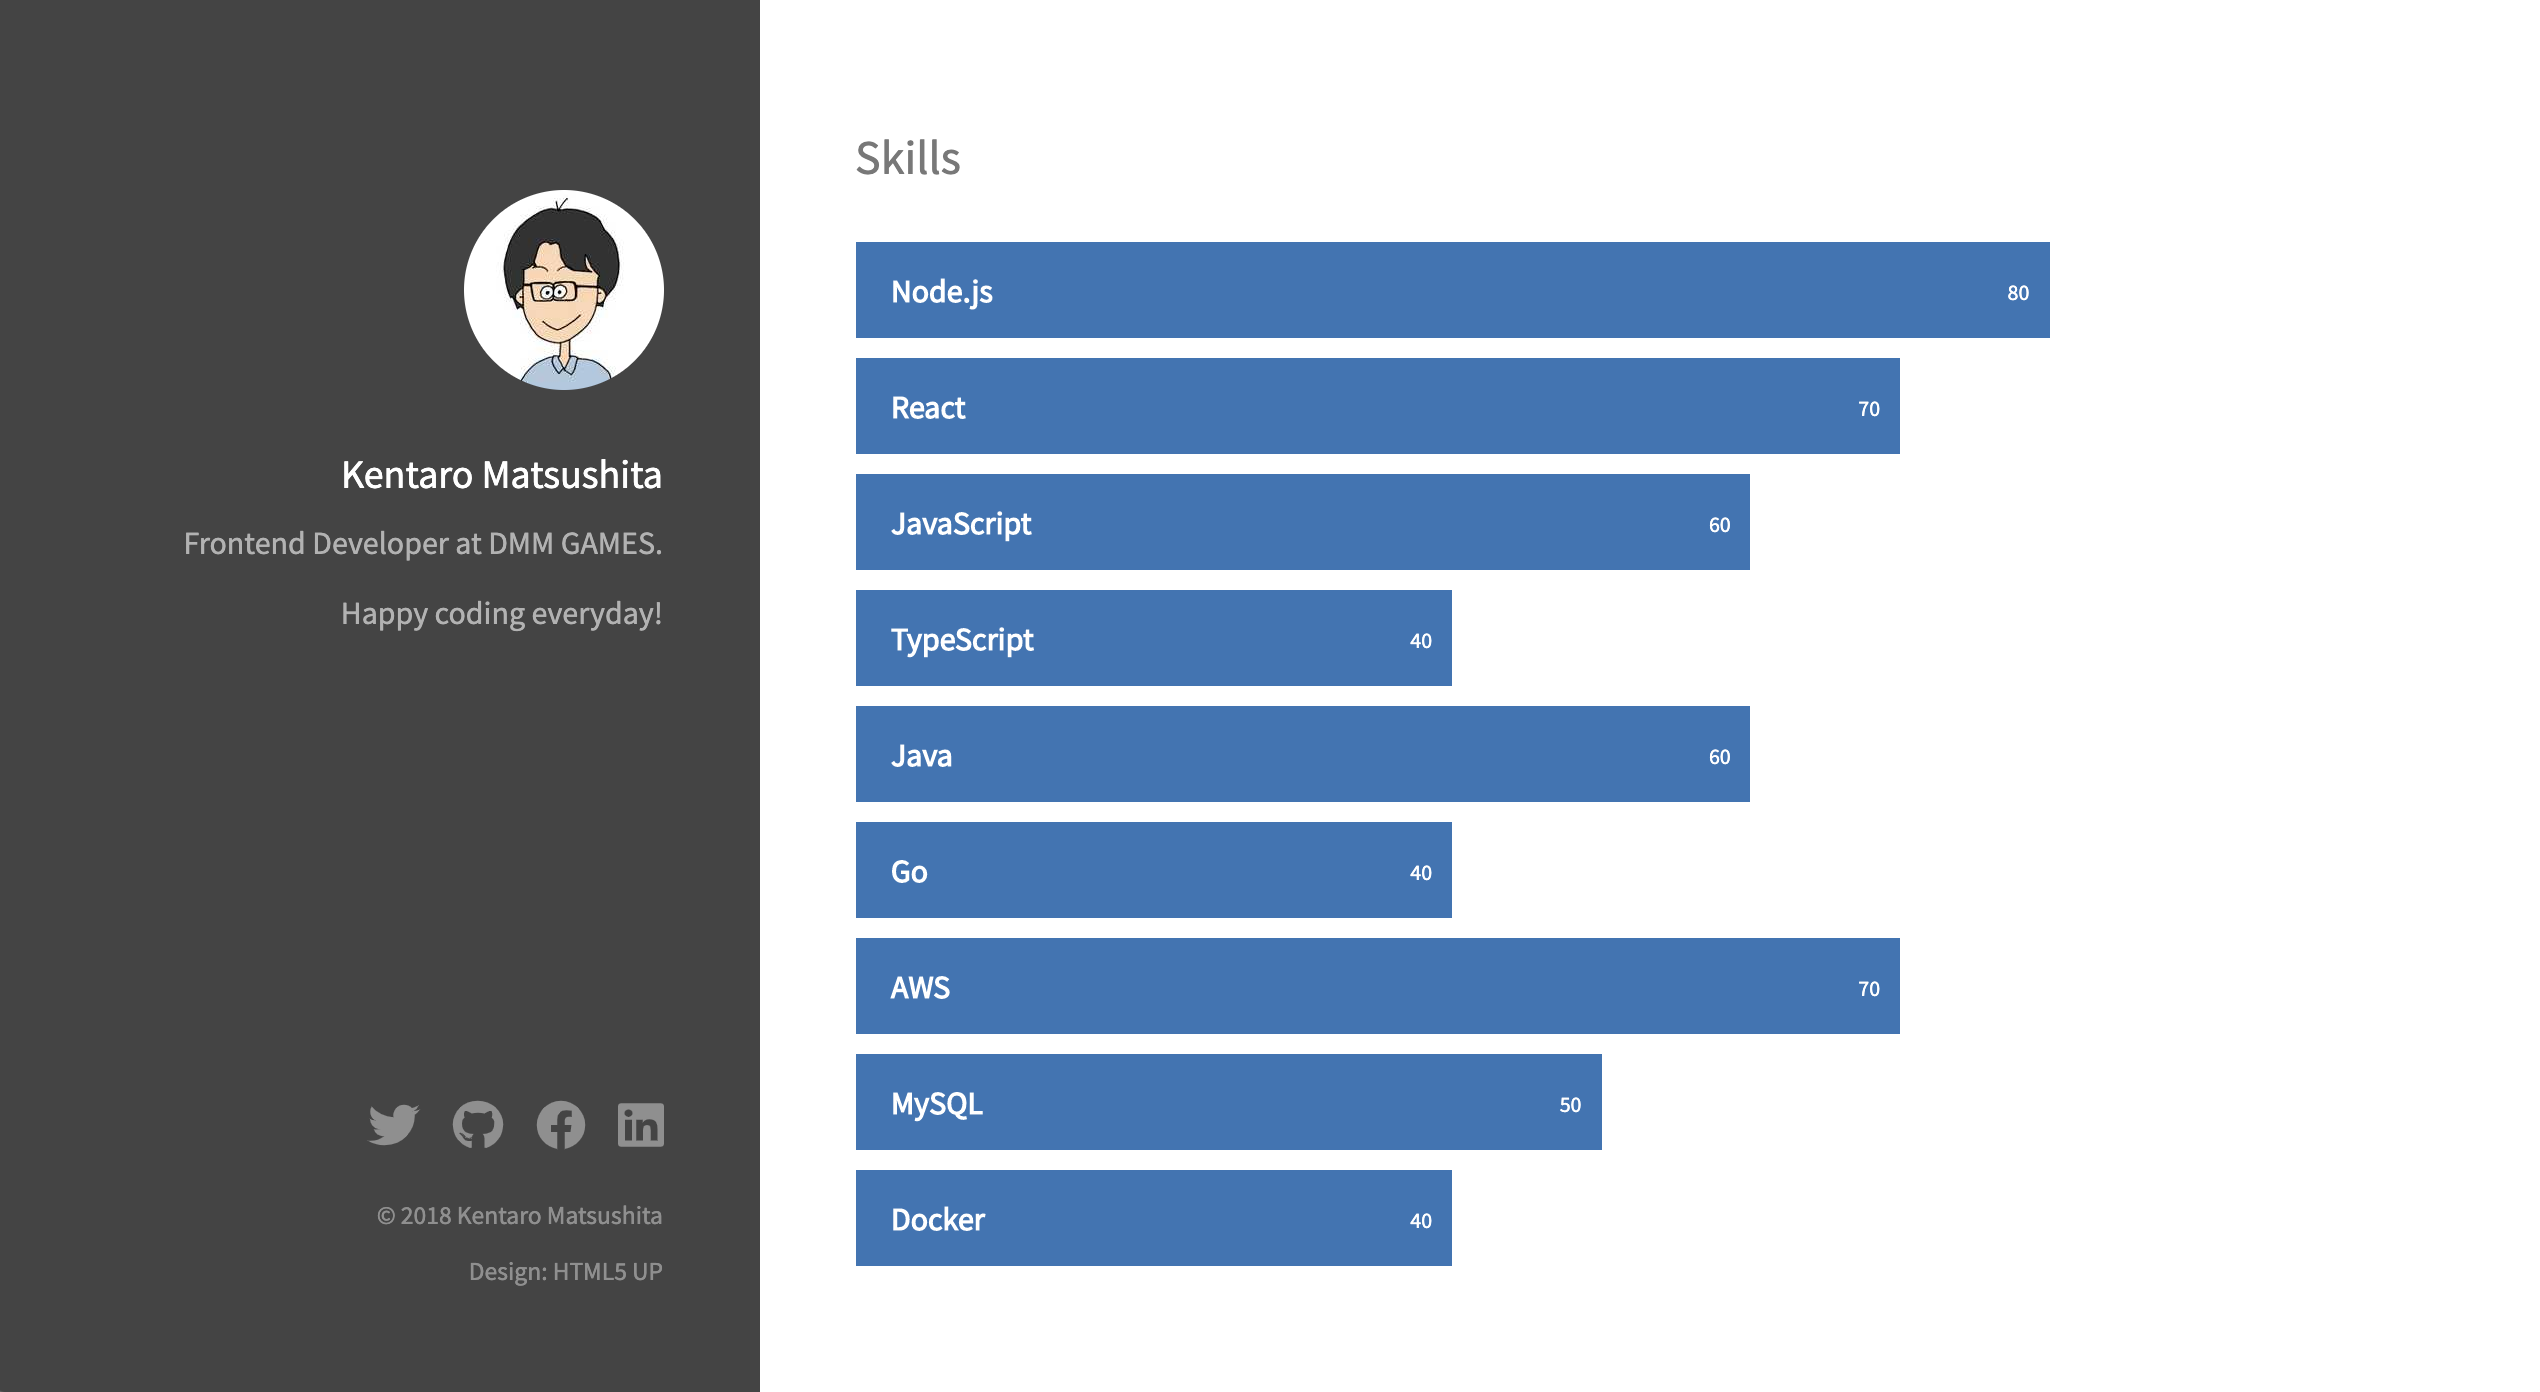 Kentaro Matsushita
Frontend Developer at DMM GAMES.
Happy coding everyday!
© 2018 Kentaro Matsushita
Design: HTML5 UP
Skills
Node.js 80
React 70
JavaScript 60
TypeScript 40
Java 60
Go 40
AWS 70
MySQL 50
Docker 40